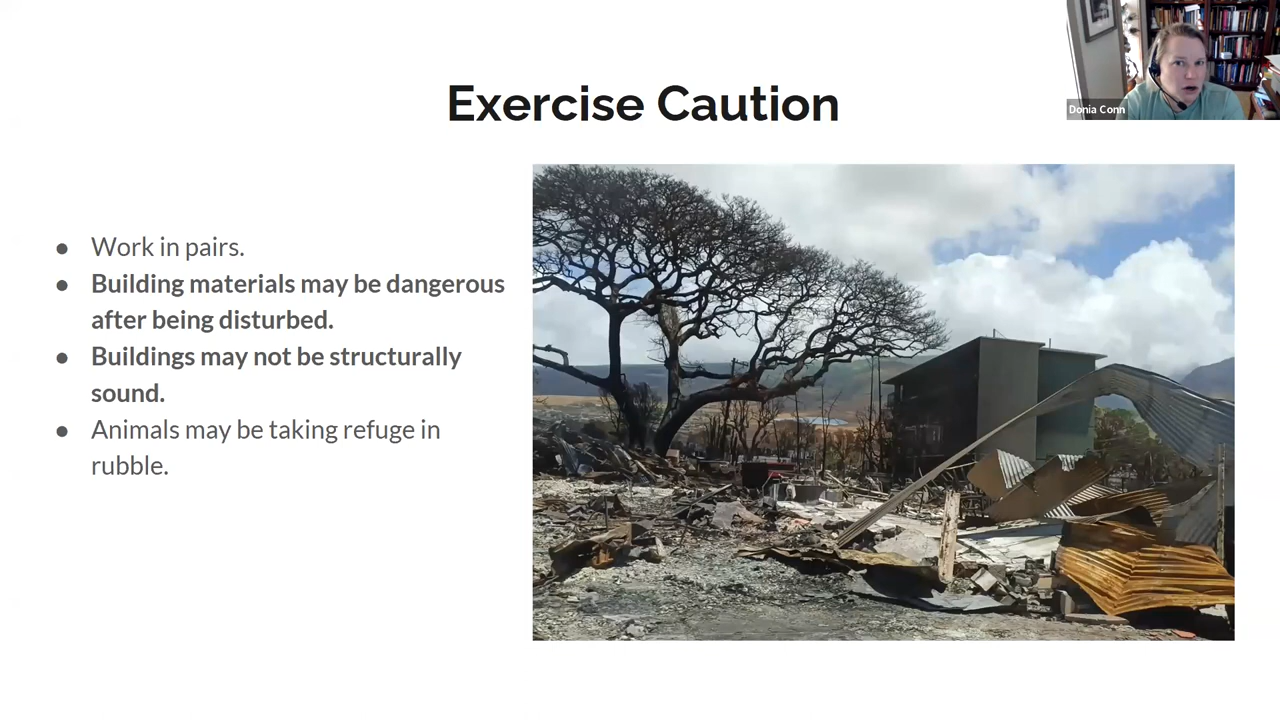 Exercise Caution
Donia Conn
● Work in pairs.
● Building materials may be dangerous
after being disturbed.
● Buildings may not be structurally
sound.
● Animals may be taking refuge in
rubble.